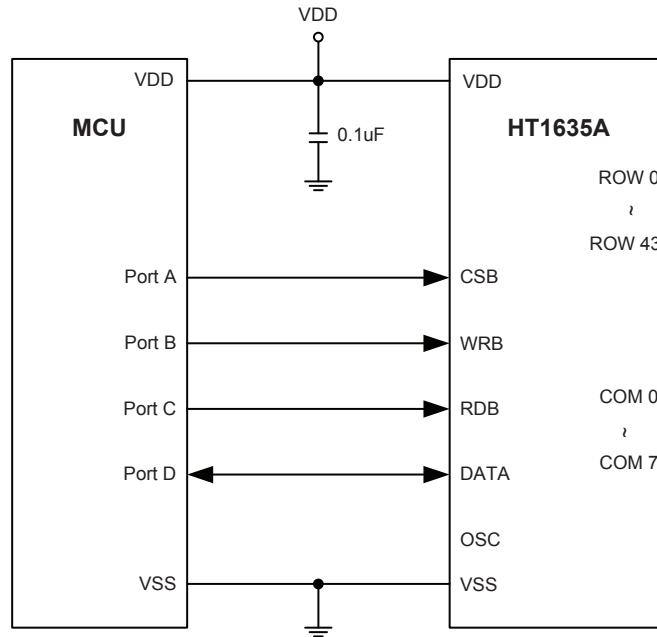 VDD
VDD
VDD
MCU
HT1635A
0.1uF
ROW 0
~
ROW 43
Port A
CSB
Port B
WRB
Port C
RDB
COM 0
~
COM 7
Port D
DATA
OSC
VSS
VSS